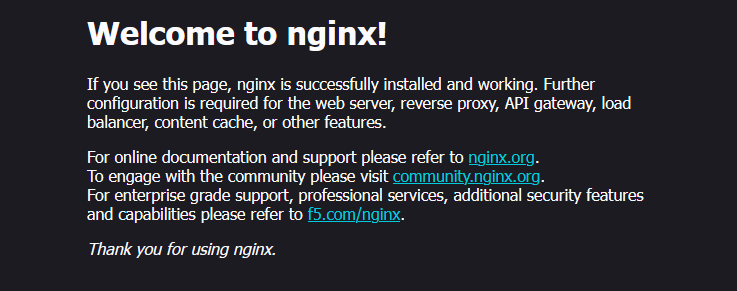 Welcome to nginx!
If you see this page, nginx is successfully installed and working. Further
configuration is required for the web server, reverse proxy, API gateway, load
balancer, content cache, or other features.
For online documentation and support please refer to nginx.org.
To engage with the community please visit community.nginx.org.
For enterprise grade support, professional services, additional security features
and capabilities please refer to f5.com/nginx.
Thank you for using nginx.